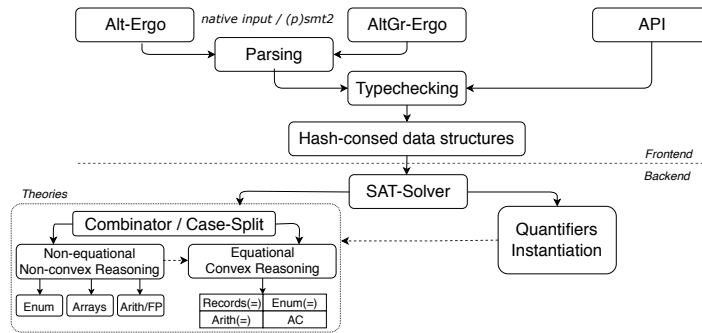 Alt-Ergo
native input / (p)smt2
AltGr-Ergo
API
Parsing
Typechecking
Hash-consed data structures
Frontend
Backend
Theories
SAT-Solver
Combinator / Case-Split
Quantifiers
Instantiation
Non-equational
Non-convex Reasoning
Equational
Convex Reasoning
Enum
Arrays
Arith/FP
Records(=)
Enum(=)
Arith(=)
AC